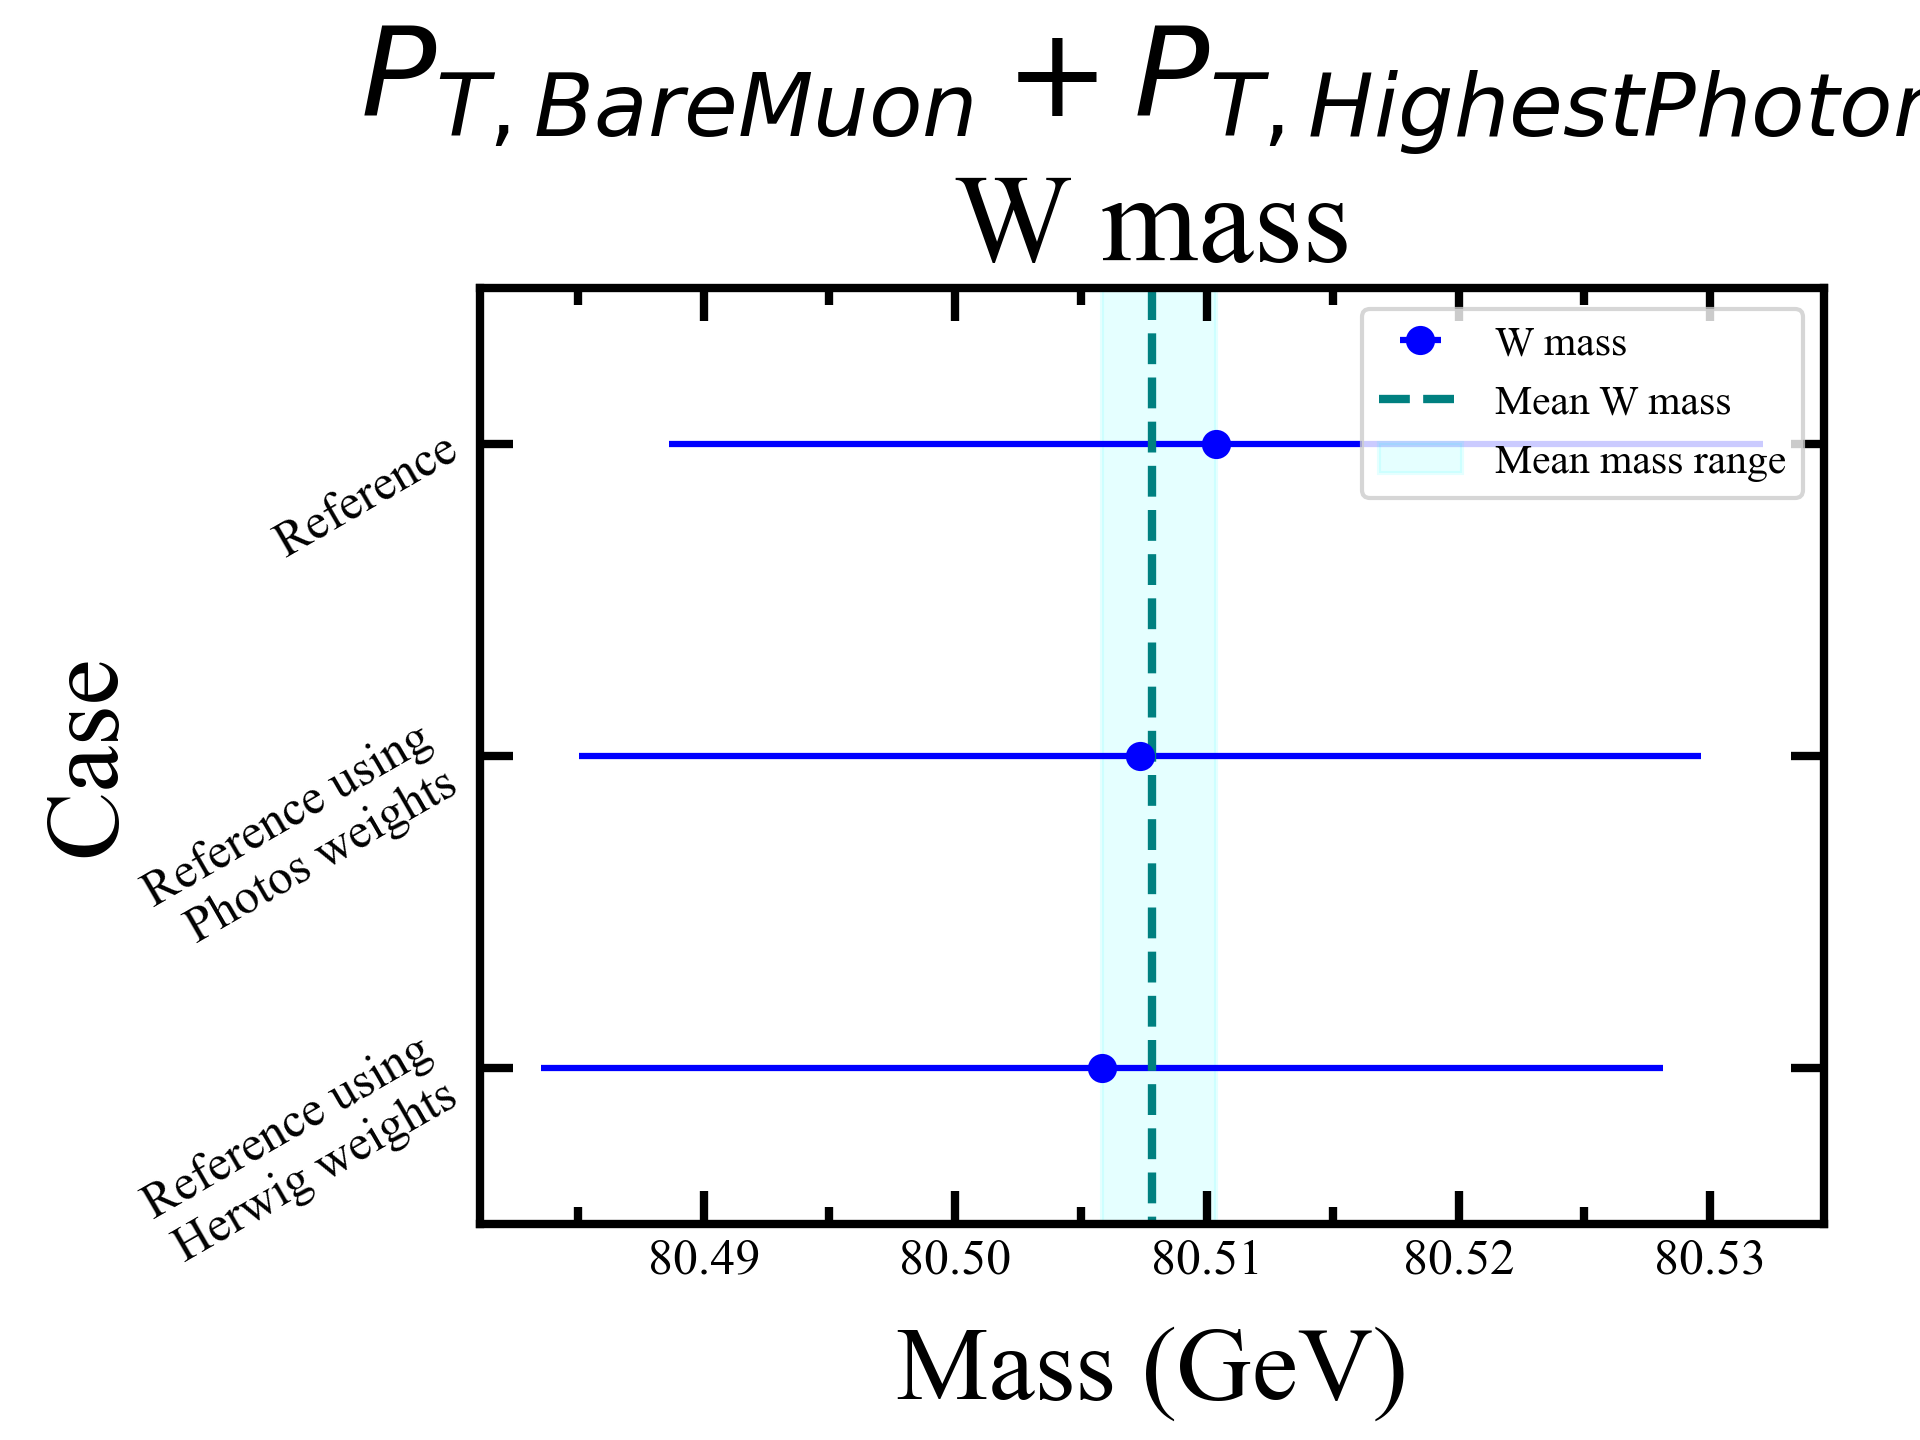 P_{T, BareMuon} + P_{T, HighestPhoton
W mass
W mass
Mean W mass
Mean mass range
Case
Reference
Reference using
Photos weights
Reference using
Herwig weights
80.49 80.50 80.51 80.52 80.53
Mass (GeV)